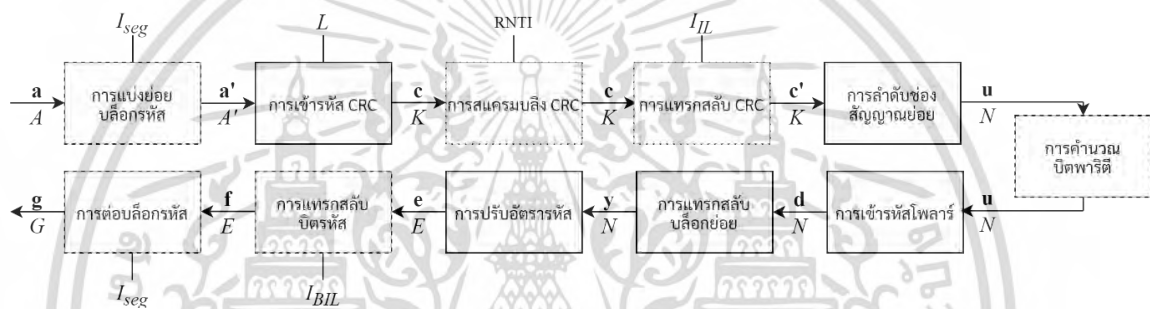 I_seg L RNTI I_IL
a A การแบ่งย่อย บล็อกรหัส a' A' การเข้ารหัส CRC c K การสแครมบลิง CRC c K การแทรกสลับ CRC c' K การลำดับช่อง สัญญาณย่อย u N
การคำนวณ
บิตพาริตี
g G การต่อบล็อกรหัส f E การแทรกสลับ บิตรหัส e E การปรับอัตรารหัส y N การแทรกสลับ บล็อกย่อย d N การเข้ารหัสโพลาร์ u N
I_seg I_BIL